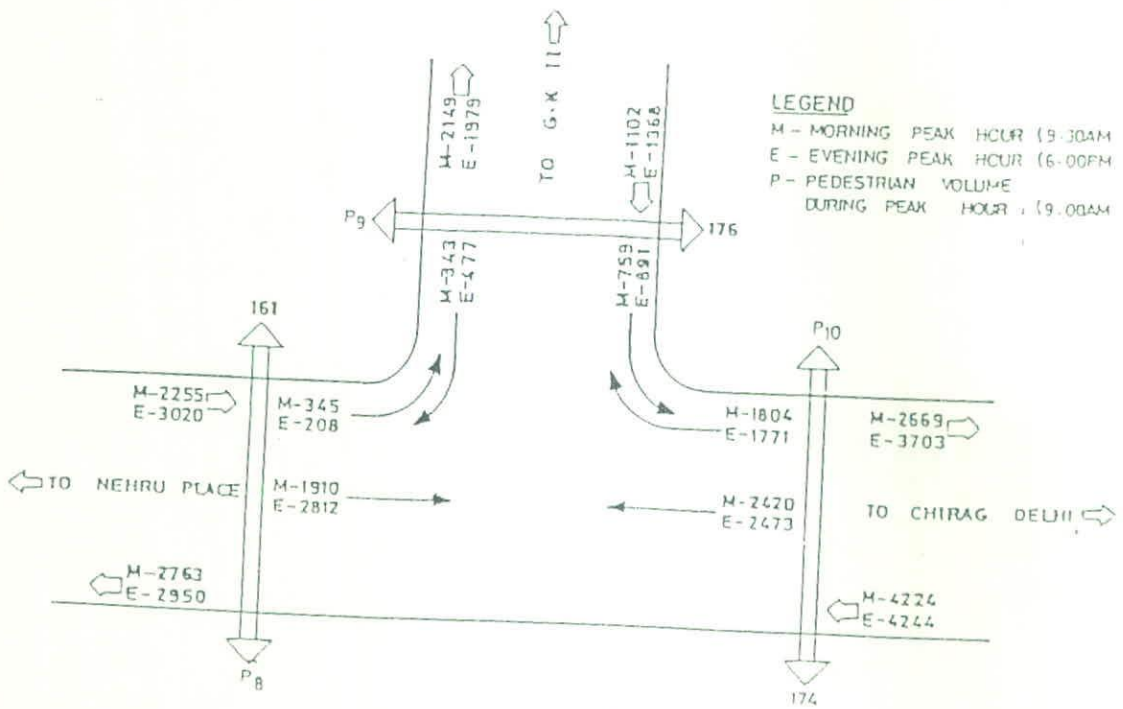 TO G·K II
M-2149
E-1979
M-1102
E-1368
LEGEND
M - MORNING PEAK HOUR (9·30AM
E - EVENING PEAK HOUR (6·00PM
P - PEDESTRIAN VOLUME
DURING PEAK HOUR (9·00AM
P9
176
M-343
E-477
M-759
E-891
161
P10
M-2255
E-3020
M-345
E-208
M-1804
E-1771
M-2669
E-3703
TO NEHRU PLACE
M-1910
E-2812
M-2420
E-2473
TO CHIRAG DELHI
M-2763
E-2950
M-4224
E-4244
P8
174